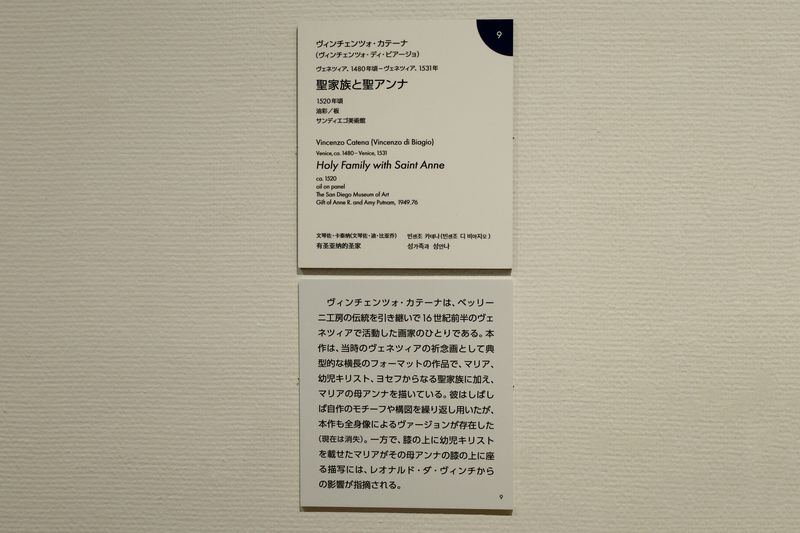 9
ヴィンチェンツォ・カテーナ
(ヴィンチェンツォ・ディ・ビアージョ)
ヴェネツィア、1480年頃－ヴェネツィア、1531年
聖家族と聖アンナ
1520年頃
油彩／板
サンディエゴ美術館
Vincenzo Catena (Vincenzo di Biagio)
Venice, ca. 1480 – Venice, 1531
Holy Family with Saint Anne
ca. 1520
oil on panel
The San Diego Museum of Art
Gift of Anne R. and Amy Putnam, 1949.76
文琴佐・卡泰纳(文琴佐・迪・比亚乔)
有圣亚纳的圣家
빈첸조 카테나(빈첸조 디 비아지오)
성가족과 성안나
ヴィンチェンツォ・カテーナは、ベッリー
ニ工房の伝統を引き継いで16世紀前半のヴェ
ネツィアで活動した画家のひとりである。本
作は、当時のヴェネツィアの祈念画として典
型的な横長のフォーマットの作品で、マリア、
幼児キリスト、ヨセフからなる聖家族に加え、
マリアの母アンナを描いている。彼はしばし
ば自作のモチーフや構図を繰り返し用いたが、
本作も全身像によるヴァージョンが存在した
(現在は消失)。一方で、膝の上に幼児キリスト
を載せたマリアがその母アンナの膝の上に座
る描写には、レオナルド・ダ・ヴィンチから
の影響が指摘される。
9